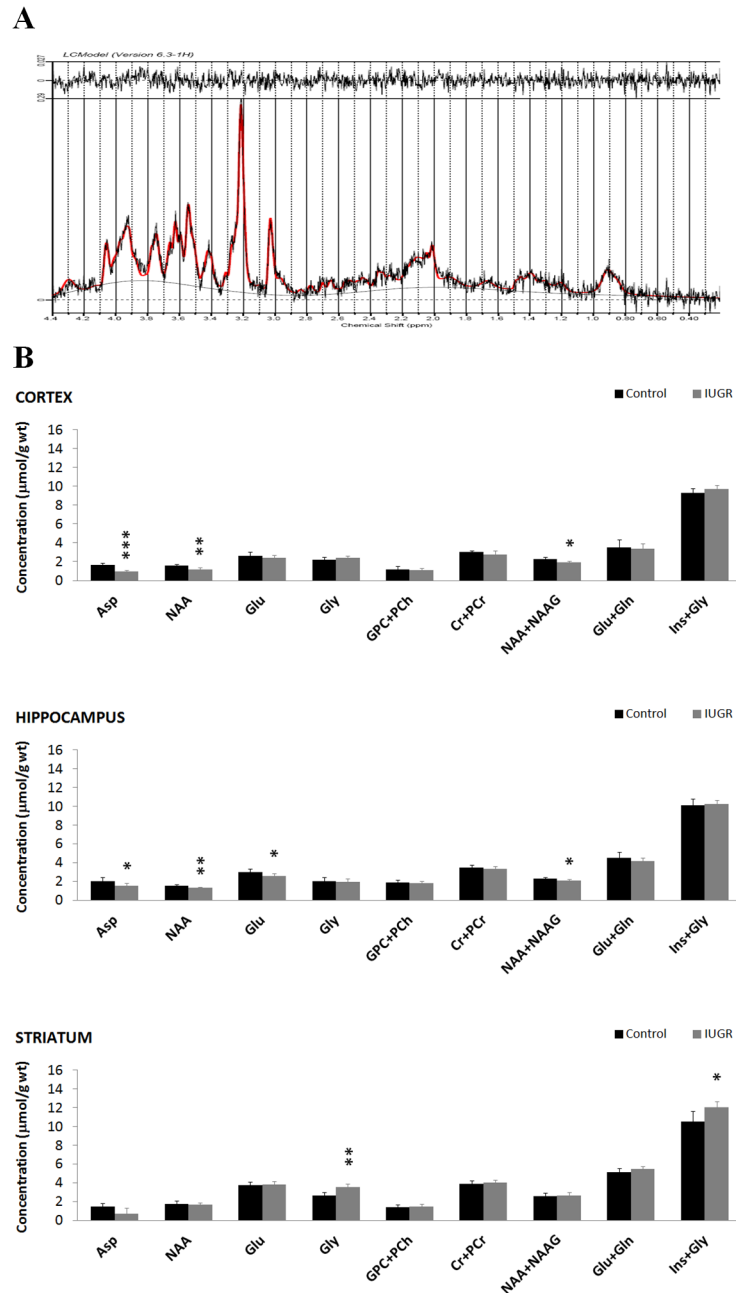 A
LCModel (Version 6.3-1H)
0.027
0
0.29
0
4.4 4.2 4.0 3.8 3.6 3.4 3.2 3.0 2.8 2.6 2.4 2.2 2.0 1.8 1.6 1.4 1.2 1.0 0.80 0.60 0.40
Chemical Shift (ppm)
B
CORTEX
Control IUGR
Concentration (μmol/g wt)
16
14
12
10
8
6
4
2
0
*** ** *
Asp NAA Glu Gly GPC+PCh Cr+PCr NAA+NAAG Glu+Gln Ins+Gly
HIPPOCAMPUS
Control IUGR
Concentration (μmol/g wt)
16
14
12
10
8
6
4
2
0
* ** * *
Asp NAA Glu Gly GPC+PCh Cr+PCr NAA+NAAG Glu+Gln Ins+Gly
STRIATUM
Control IUGR
Concentration (μmol/g wt)
16
14
12
10
8
6
4
2
0
** *
Asp NAA Glu Gly GPC+PCh Cr+PCr NAA+NAAG Glu+Gln Ins+Gly